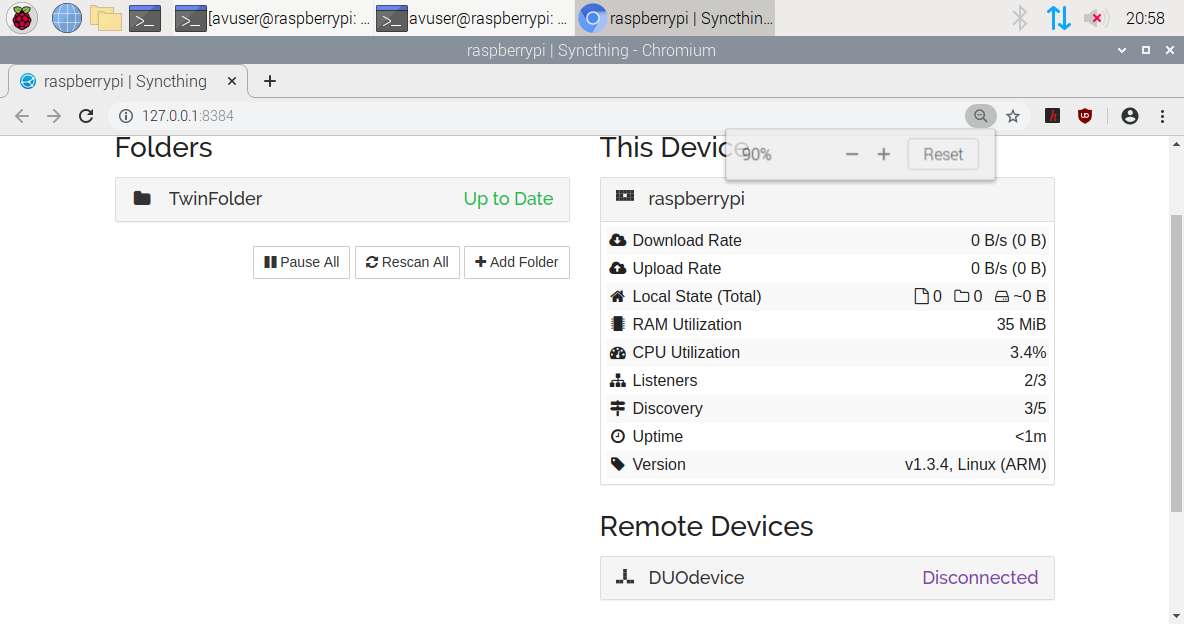 [avuser@raspberrypi: ...
avuser@raspberrypi: ...
raspberrypi | Syncthin...
20:58
raspberrypi | Syncthing - Chromium
raspberrypi | Syncthing
127.0.0.1:8384
Folders
TwinFolder Up to Date
Pause All Rescan All Add Folder
This Device
90% Reset
raspberrypi
Download Rate 0 B/s (0 B)
Upload Rate 0 B/s (0 B)
Local State (Total) 0 0 ~0 B
RAM Utilization 35 MiB
CPU Utilization 3.4%
Listeners 2/3
Discovery 3/5
Uptime <1m
Version v1.3.4, Linux (ARM)
Remote Devices
DUOdevice Disconnected